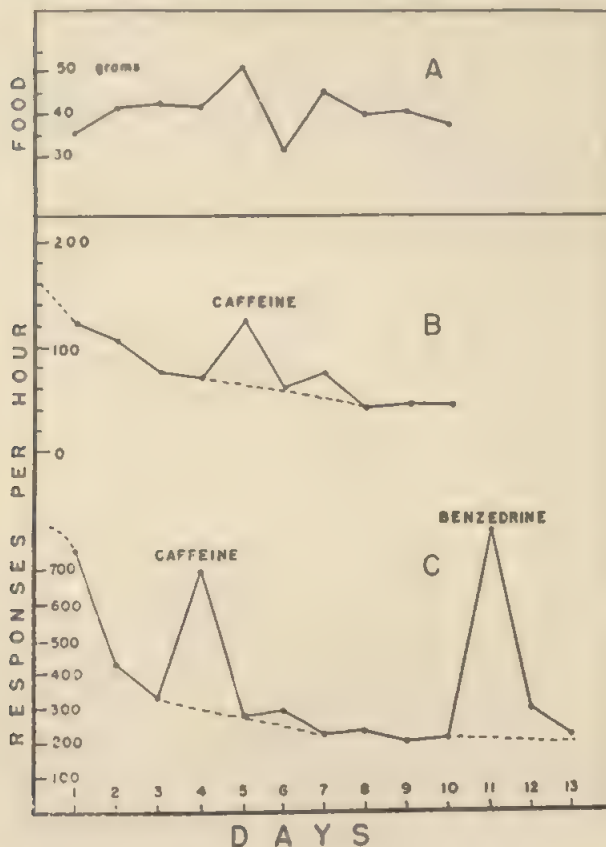 FOOD
50 grams
40
30
A
RESPONSES PER HOUR
200
100
0
CAFFEINE
B
700
600
500
400
300
200
100
CAFFEINE
BENZEDRINE
C
1 2 3 4 5 6 7 8 9 10 11 12 13
DAYS